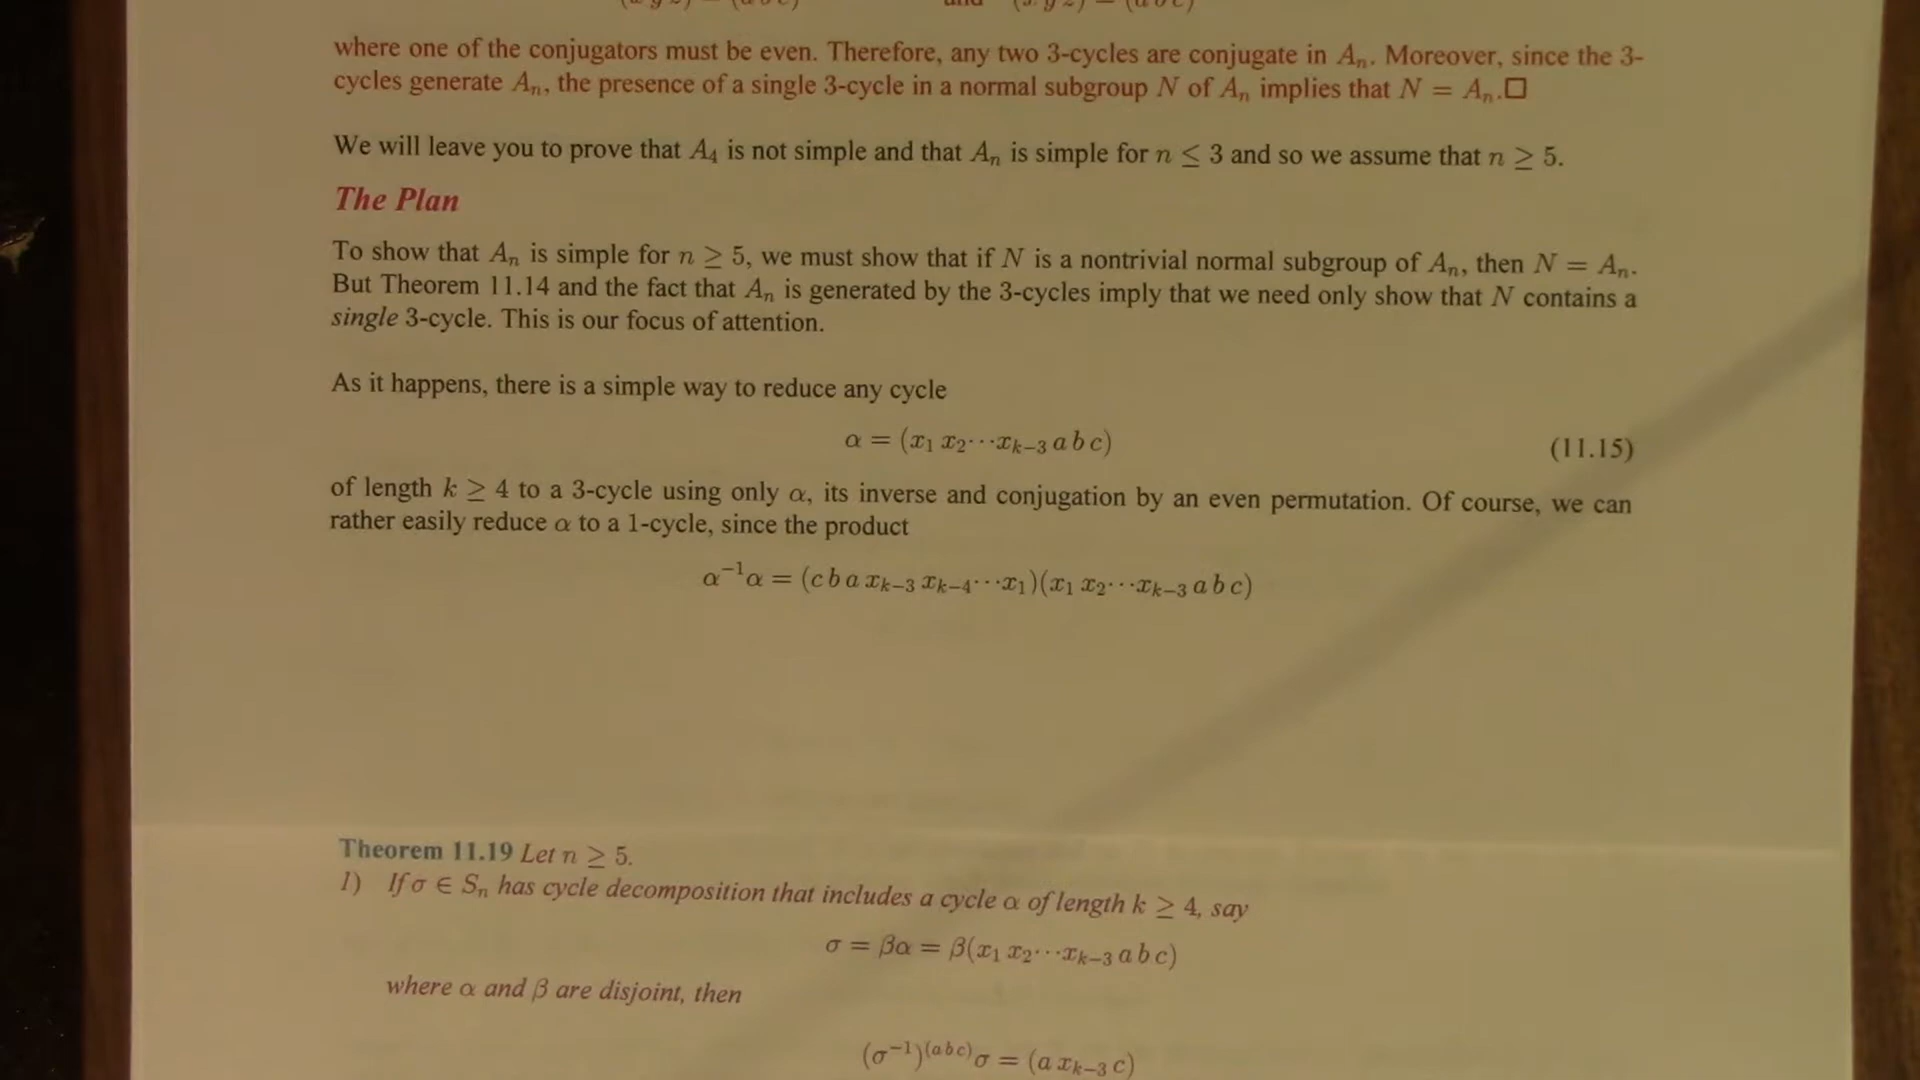 where one of the conjugators must be even. Therefore, any two 3-cycles are conjugate in Aₙ. Moreover, since the 3-
cycles generate Aₙ, the presence of a single 3-cycle in a normal subgroup N of Aₙ implies that N = Aₙ.□
We will leave you to prove that A₄ is not simple and that Aₙ is simple for n ≤ 3 and so we assume that n ≥ 5.
The Plan
To show that Aₙ is simple for n ≥ 5, we must show that if N is a nontrivial normal subgroup of Aₙ, then N = Aₙ.
But Theorem 11.14 and the fact that Aₙ is generated by the 3-cycles imply that we need only show that N contains a
single 3-cycle. This is our focus of attention.
As it happens, there is a simple way to reduce any cycle
α = (x₁ x₂⋯xₖ₋₃ a b c) (11.15)
of length k ≥ 4 to a 3-cycle using only α, its inverse and conjugation by an even permutation. Of course, we can
rather easily reduce α to a 1-cycle, since the product
α⁻¹α = (c b a xₖ₋₃ xₖ₋₄⋯x₁)(x₁ x₂⋯xₖ₋₃ a b c)
Theorem 11.19 Let n ≥ 5.
1) If σ ∈ Sₙ has cycle decomposition that includes a cycle α of length k ≥ 4, say
σ = βα = β(x₁ x₂⋯xₖ₋₃ a b c)
where α and β are disjoint, then
(σ⁻¹)⁽ᵃᵇᶜ⁾σ = (a xₖ₋₃ c)